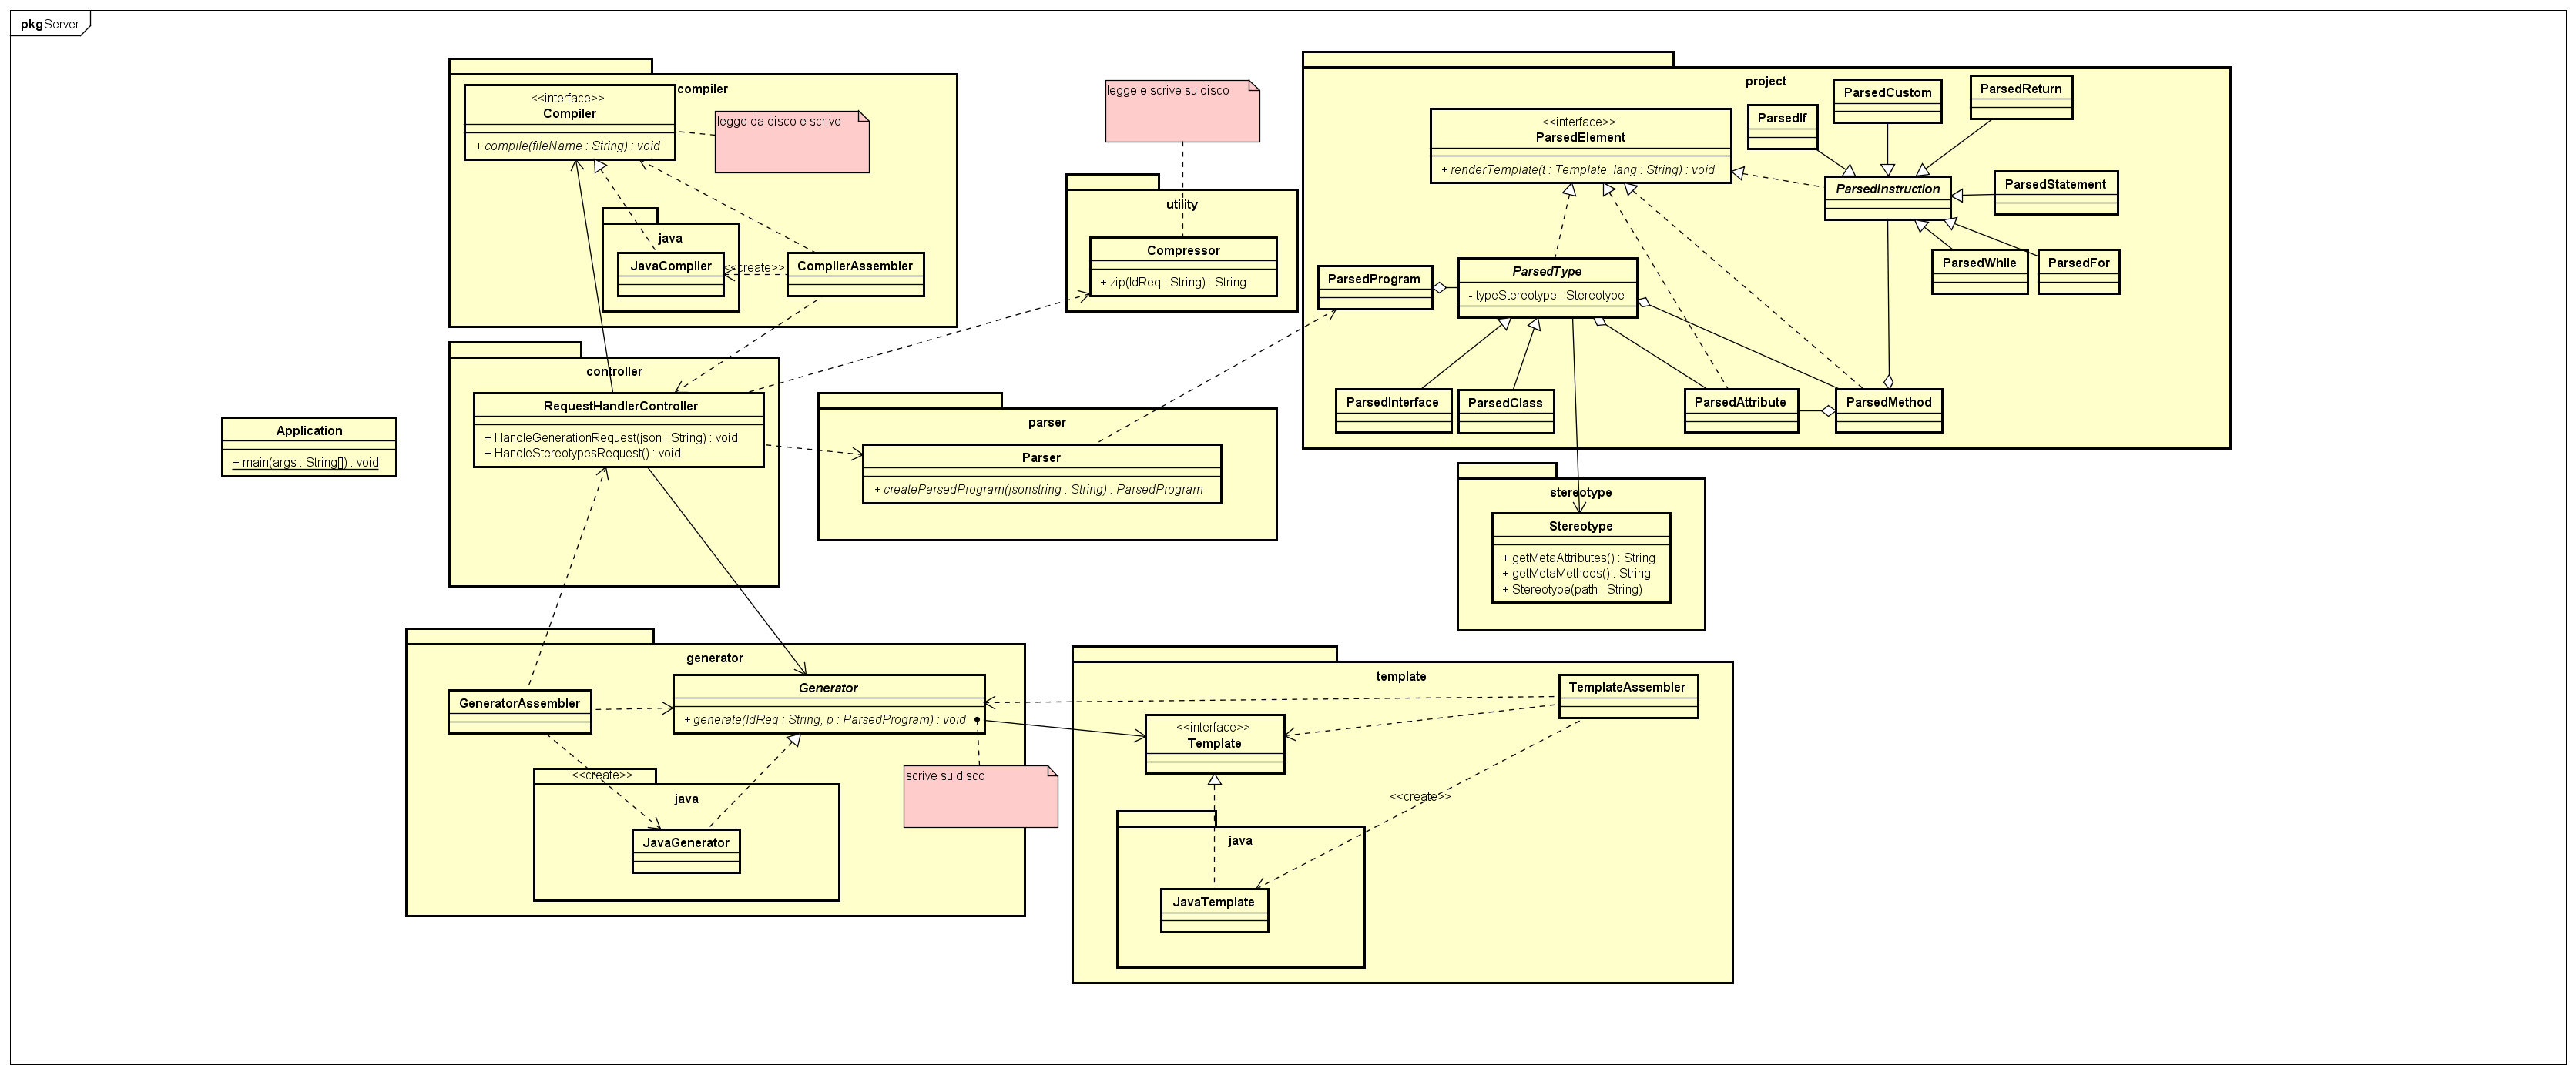 pkgServer
compiler
<<interface>>
Compiler
+ compile(fileName : String) : void
legge da disco e scrive
java
JavaCompiler
<<create>>
CompilerAssembler
legge e scrive su disco
utility
Compressor
+ zip(IdReq : String) : String
project
<<interface>>
ParsedElement
+ renderTemplate(t : Template, lang : String) : void
ParsedIf
ParsedCustom
ParsedReturn
ParsedInstruction
ParsedStatement
ParsedWhile
ParsedFor
ParsedProgram
ParsedType
- typeStereotype : Stereotype
ParsedInterface
ParsedClass
ParsedAttribute
ParsedMethod
controller
RequestHandlerController
+ HandleGenerationRequest(json : String) : void
+ HandleStereotypesRequest() : void
Application
+ main(args : String[]) : void
parser
Parser
+ createParsedProgram(jsonstring : String) : ParsedProgram
stereotype
Stereotype
+ getMetaAttributes() : String
+ getMetaMethods() : String
+ Stereotype(path : String)
generator
GeneratorAssembler
Generator
+ generate(IdReq : String, p : ParsedProgram) : void
scrive su disco
<<create>>
java
JavaGenerator
template
TemplateAssembler
<<interface>>
Template
<<create>>
java
JavaTemplate